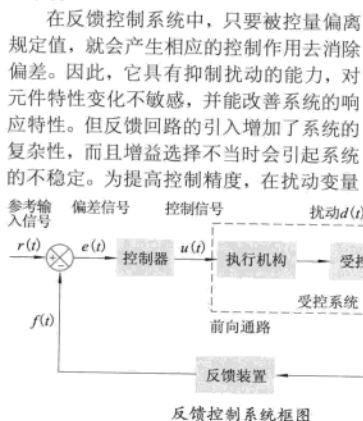 在反馈控制系统中，只要被控量偏离
规定值，就会产生相应的控制作用去消除
偏差。因此，它具有抑制扰动的能力，对
元件特性变化不敏感，并能改善系统的响
应特性。但反馈回路的引入增加了系统的
复杂性，而且增益选择不当时会引起系统
的不稳定。为提高控制精度，在扰动变量
参考输入信号 偏差信号 控制信号 扰动d(t)
r(t) + − e(t) 控制器 u(t) 执行机构 受控
受控系统
f(t) 前向通路
反馈装置
反馈控制系统框图